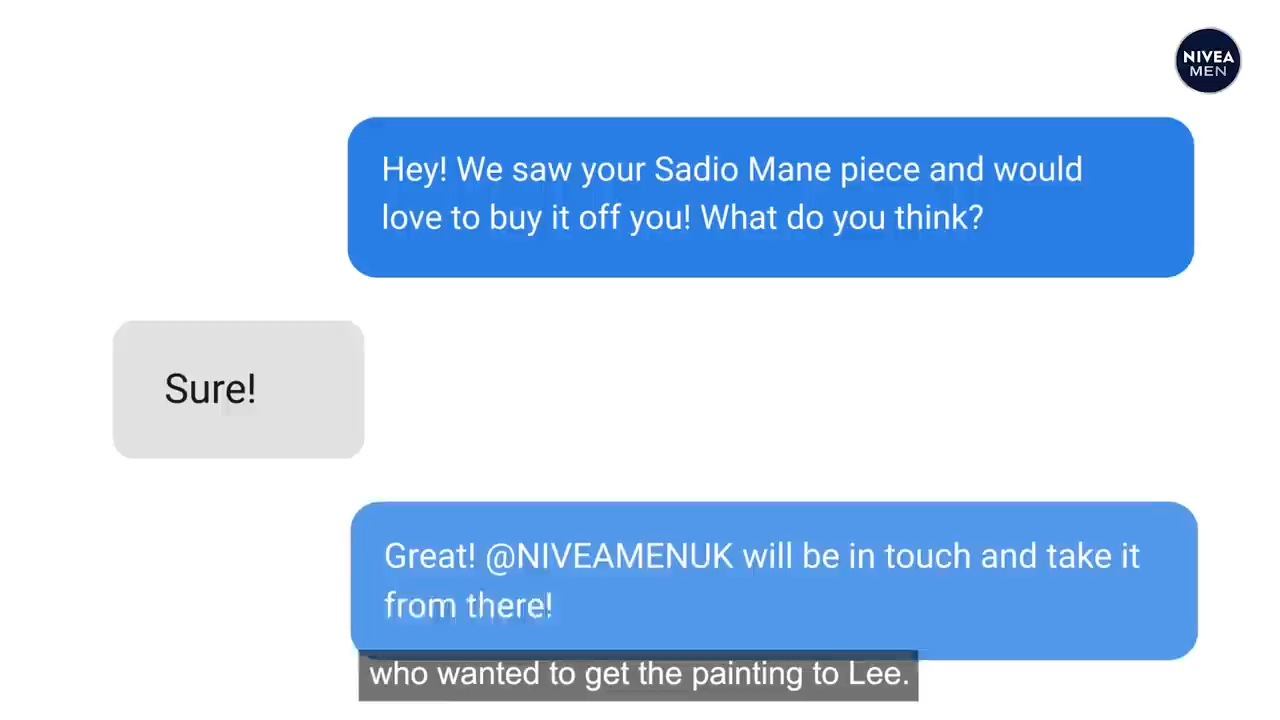 NIVEA
MEN
Hey! We saw your Sadio Mane piece and would
love to buy it off you! What do you think?
Sure!
Great! @NIVEAMENUK will be in touch and take it
from there!
who wanted to get the painting to Lee.